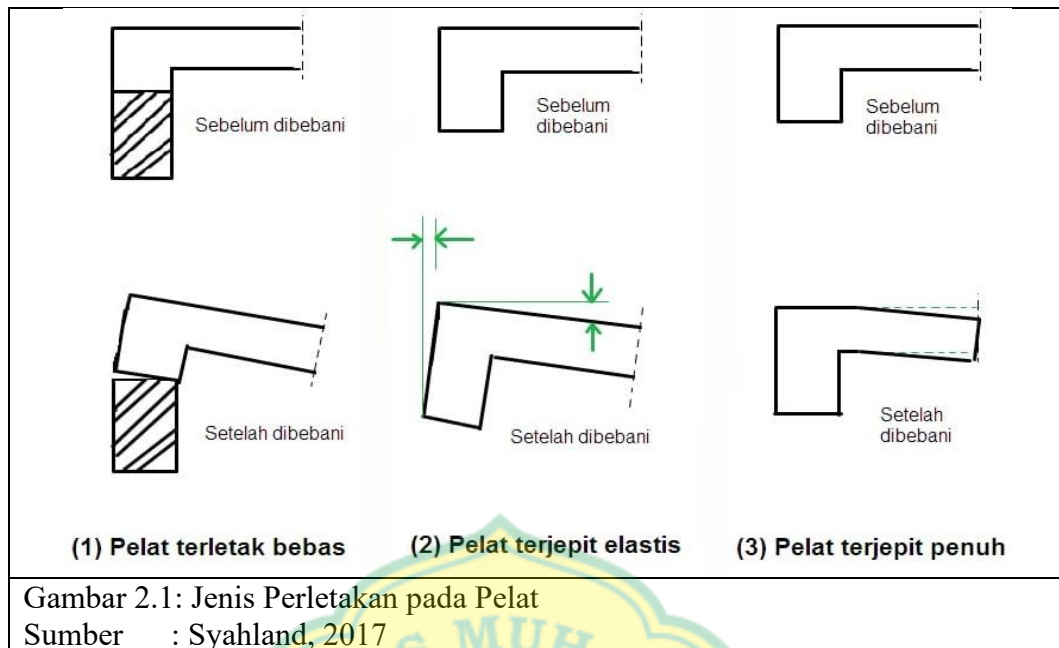 Sebelum dibebani
Sebelum
dibebani
Sebelum
dibebani
Setelah dibebani
Setelah dibebani
Setelah
dibebani
(1) Pelat terletak bebas
(2) Pelat terjepit elastis
(3) Pelat terjepit penuh
Gambar 2.1: Jenis Perletakan pada Pelat
Sumber : Syahland, 2017